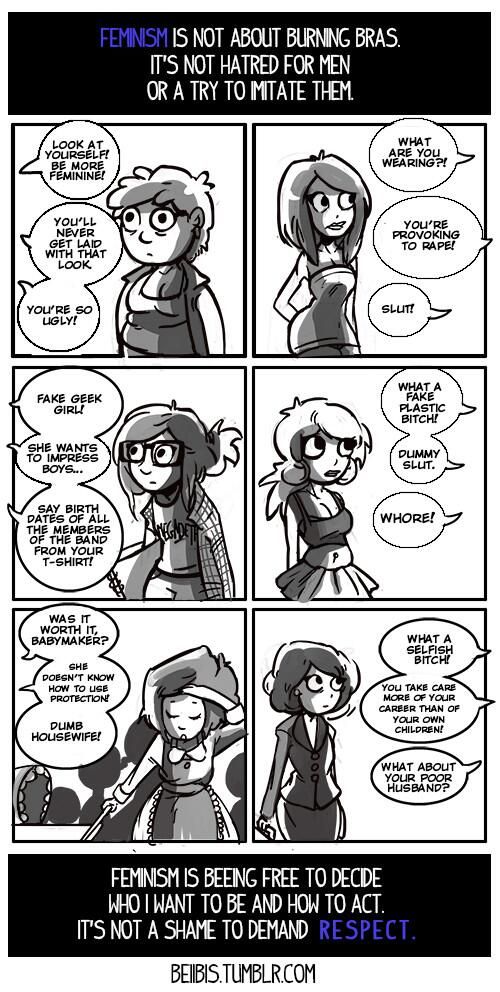 FEMINISM IS NOT ABOUT BURNING BRAS.
IT'S NOT HATRED FOR MEN
OR A TRY TO IMITATE THEM.
LOOK AT
YOURSELF!
BE MORE
FEMININE!
YOU'LL
NEVER
GET LAID
WITH THAT
LOOK.
YOU'RE SO
UGLY!
WHAT
ARE YOU
WEARING?!
YOU'RE
PROVOKING
TO RAPE!
SLUT!
FAKE GEEK
GIRL!
SHE WANTS
TO IMPRESS
BOYS...
SAY BIRTH
DATES OF ALL
THE MEMBERS
OF THE BAND
FROM YOUR
T-SHIRT!
MEGADETH
WHAT A
FAKE
PLASTIC
BITCH!
DUMMY
SLUT.
WHORE!
WAS IT
WORTH IT,
BABYMAKER?
SHE
DOESN'T KNOW
HOW TO USE
PROTECTION!
DUMB
HOUSEWIFE!
WHAT A
SELFISH
BITCH!
YOU TAKE CARE
MORE OF YOUR
CAREER THAN OF
YOUR OWN
CHILDREN!
WHAT ABOUT
YOUR POOR
HUSBAND?
FEMINISM IS BEEING FREE TO DECIDE
WHO I WANT TO BE AND HOW TO ACT.
IT'S NOT A SHAME TO DEMAND RESPECT.
BEIIBIS.TUMBLR.COM